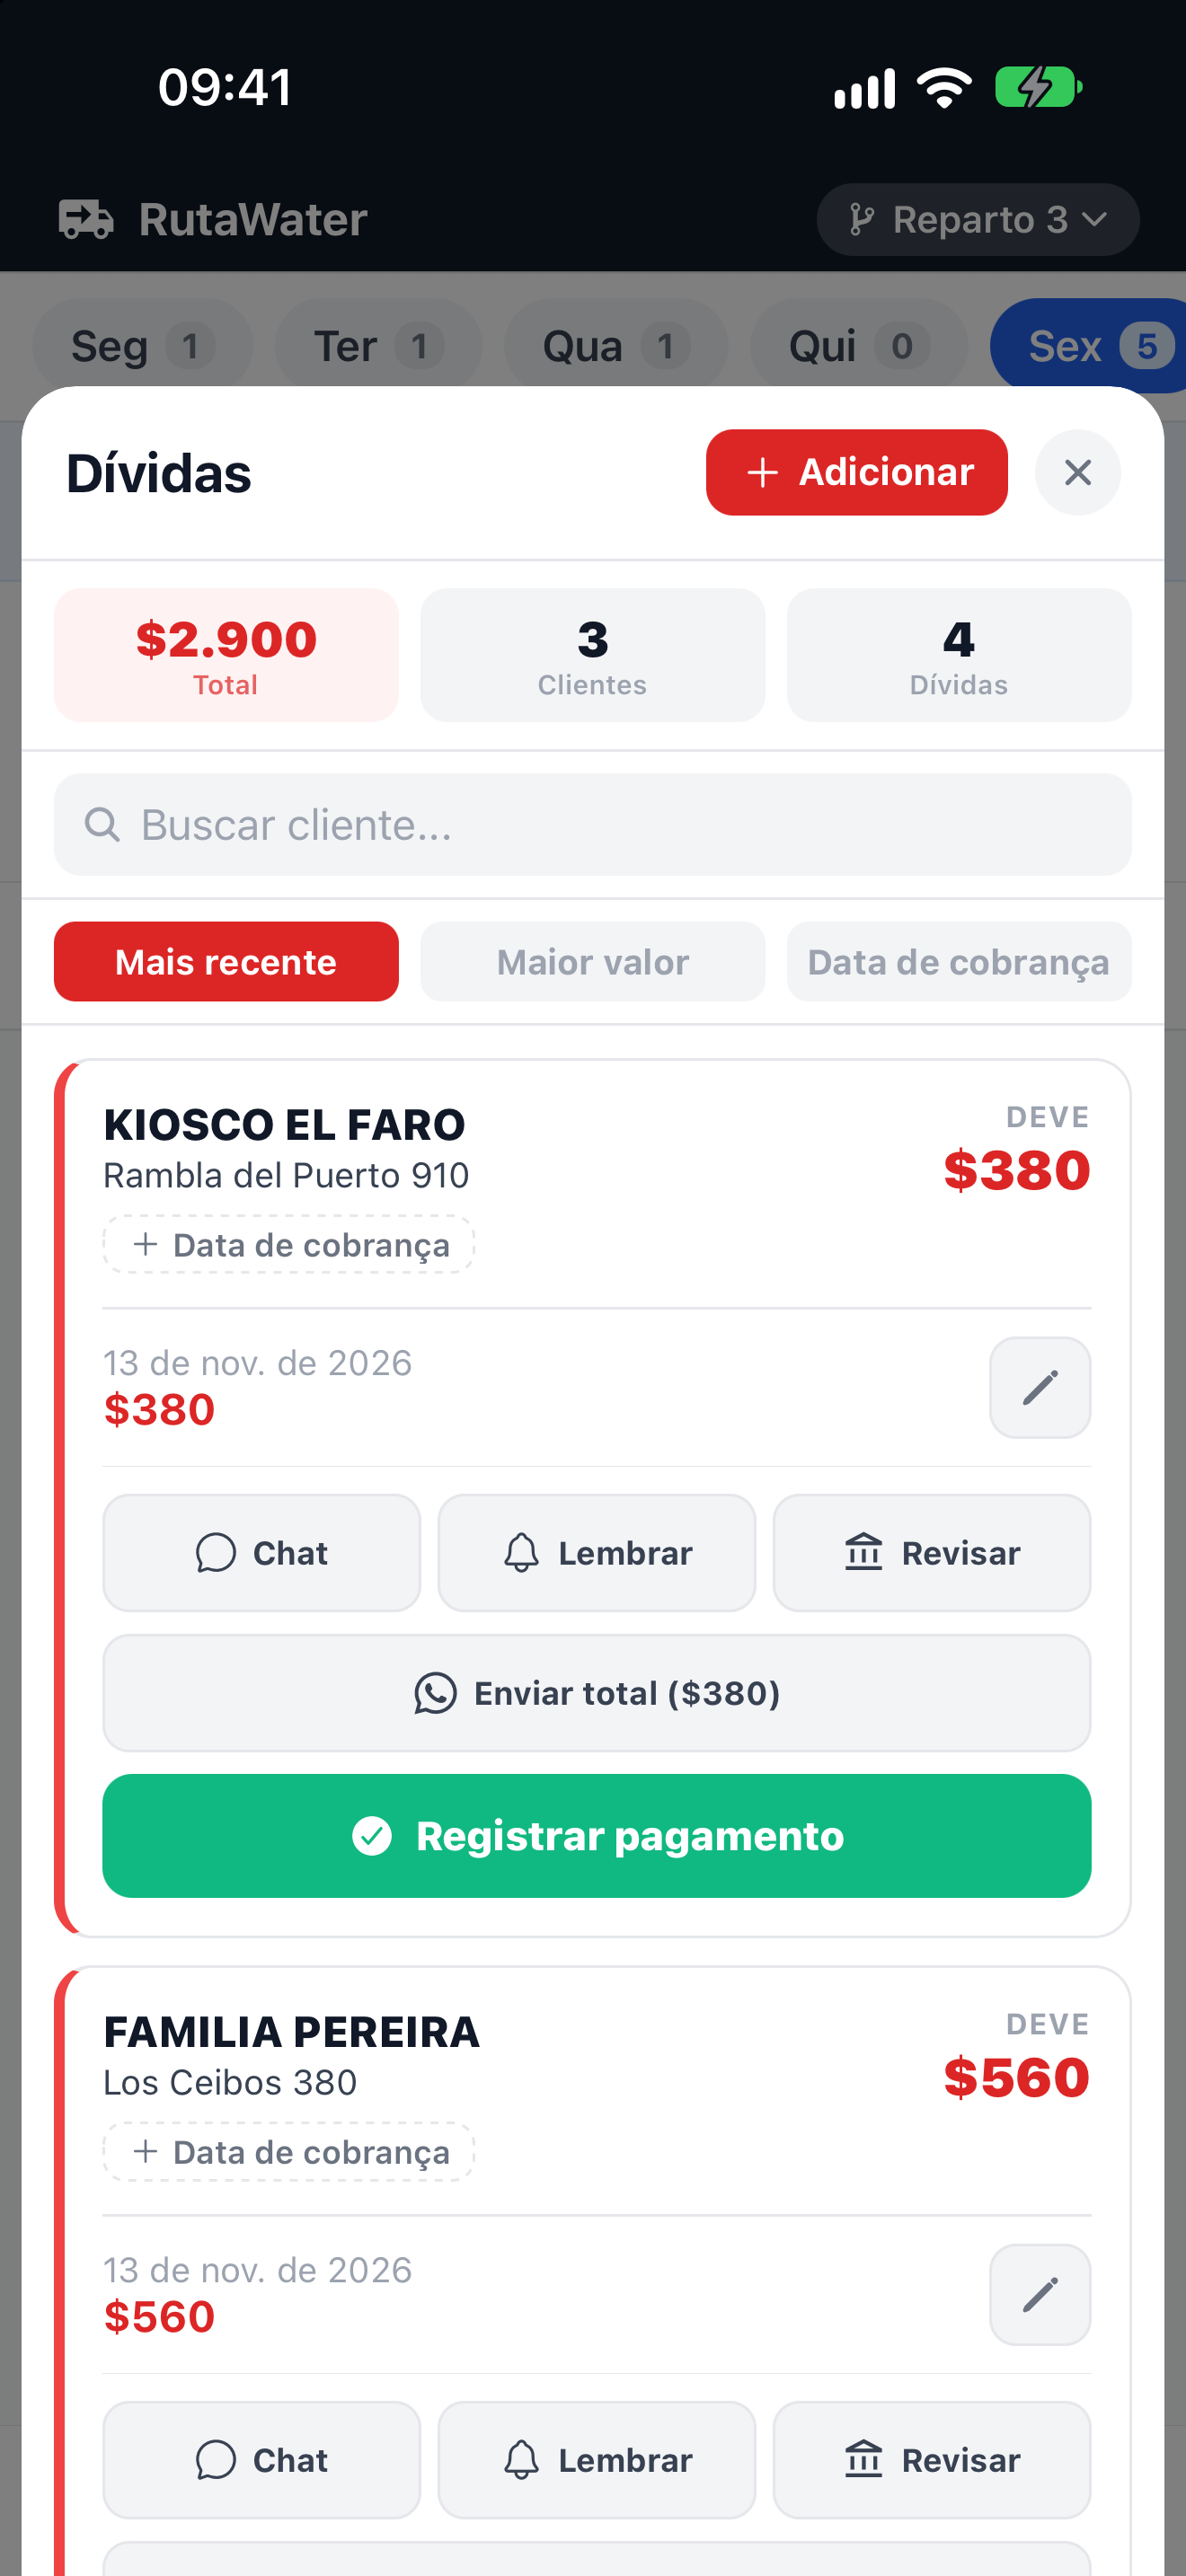 09:41
RutaWater
Reparto 3
Seg 1
Ter 1
Qua 1
Qui 0
Sex 5
Dívidas
+ Adicionar
$2.900
Total
3
Clientes
4
Dívidas
Buscar cliente...
Mais recente
Maior valor
Data de cobrança
KIOSCO EL FARO
Rambla del Puerto 910
+ Data de cobrança
DEVE
$380
13 de nov. de 2026
$380
Chat
Lembrar
Revisar
Enviar total ($380)
Registrar pagamento
FAMILIA PEREIRA
Los Ceibos 380
+ Data de cobrança
DEVE
$560
13 de nov. de 2026
$560
Chat
Lembrar
Revisar